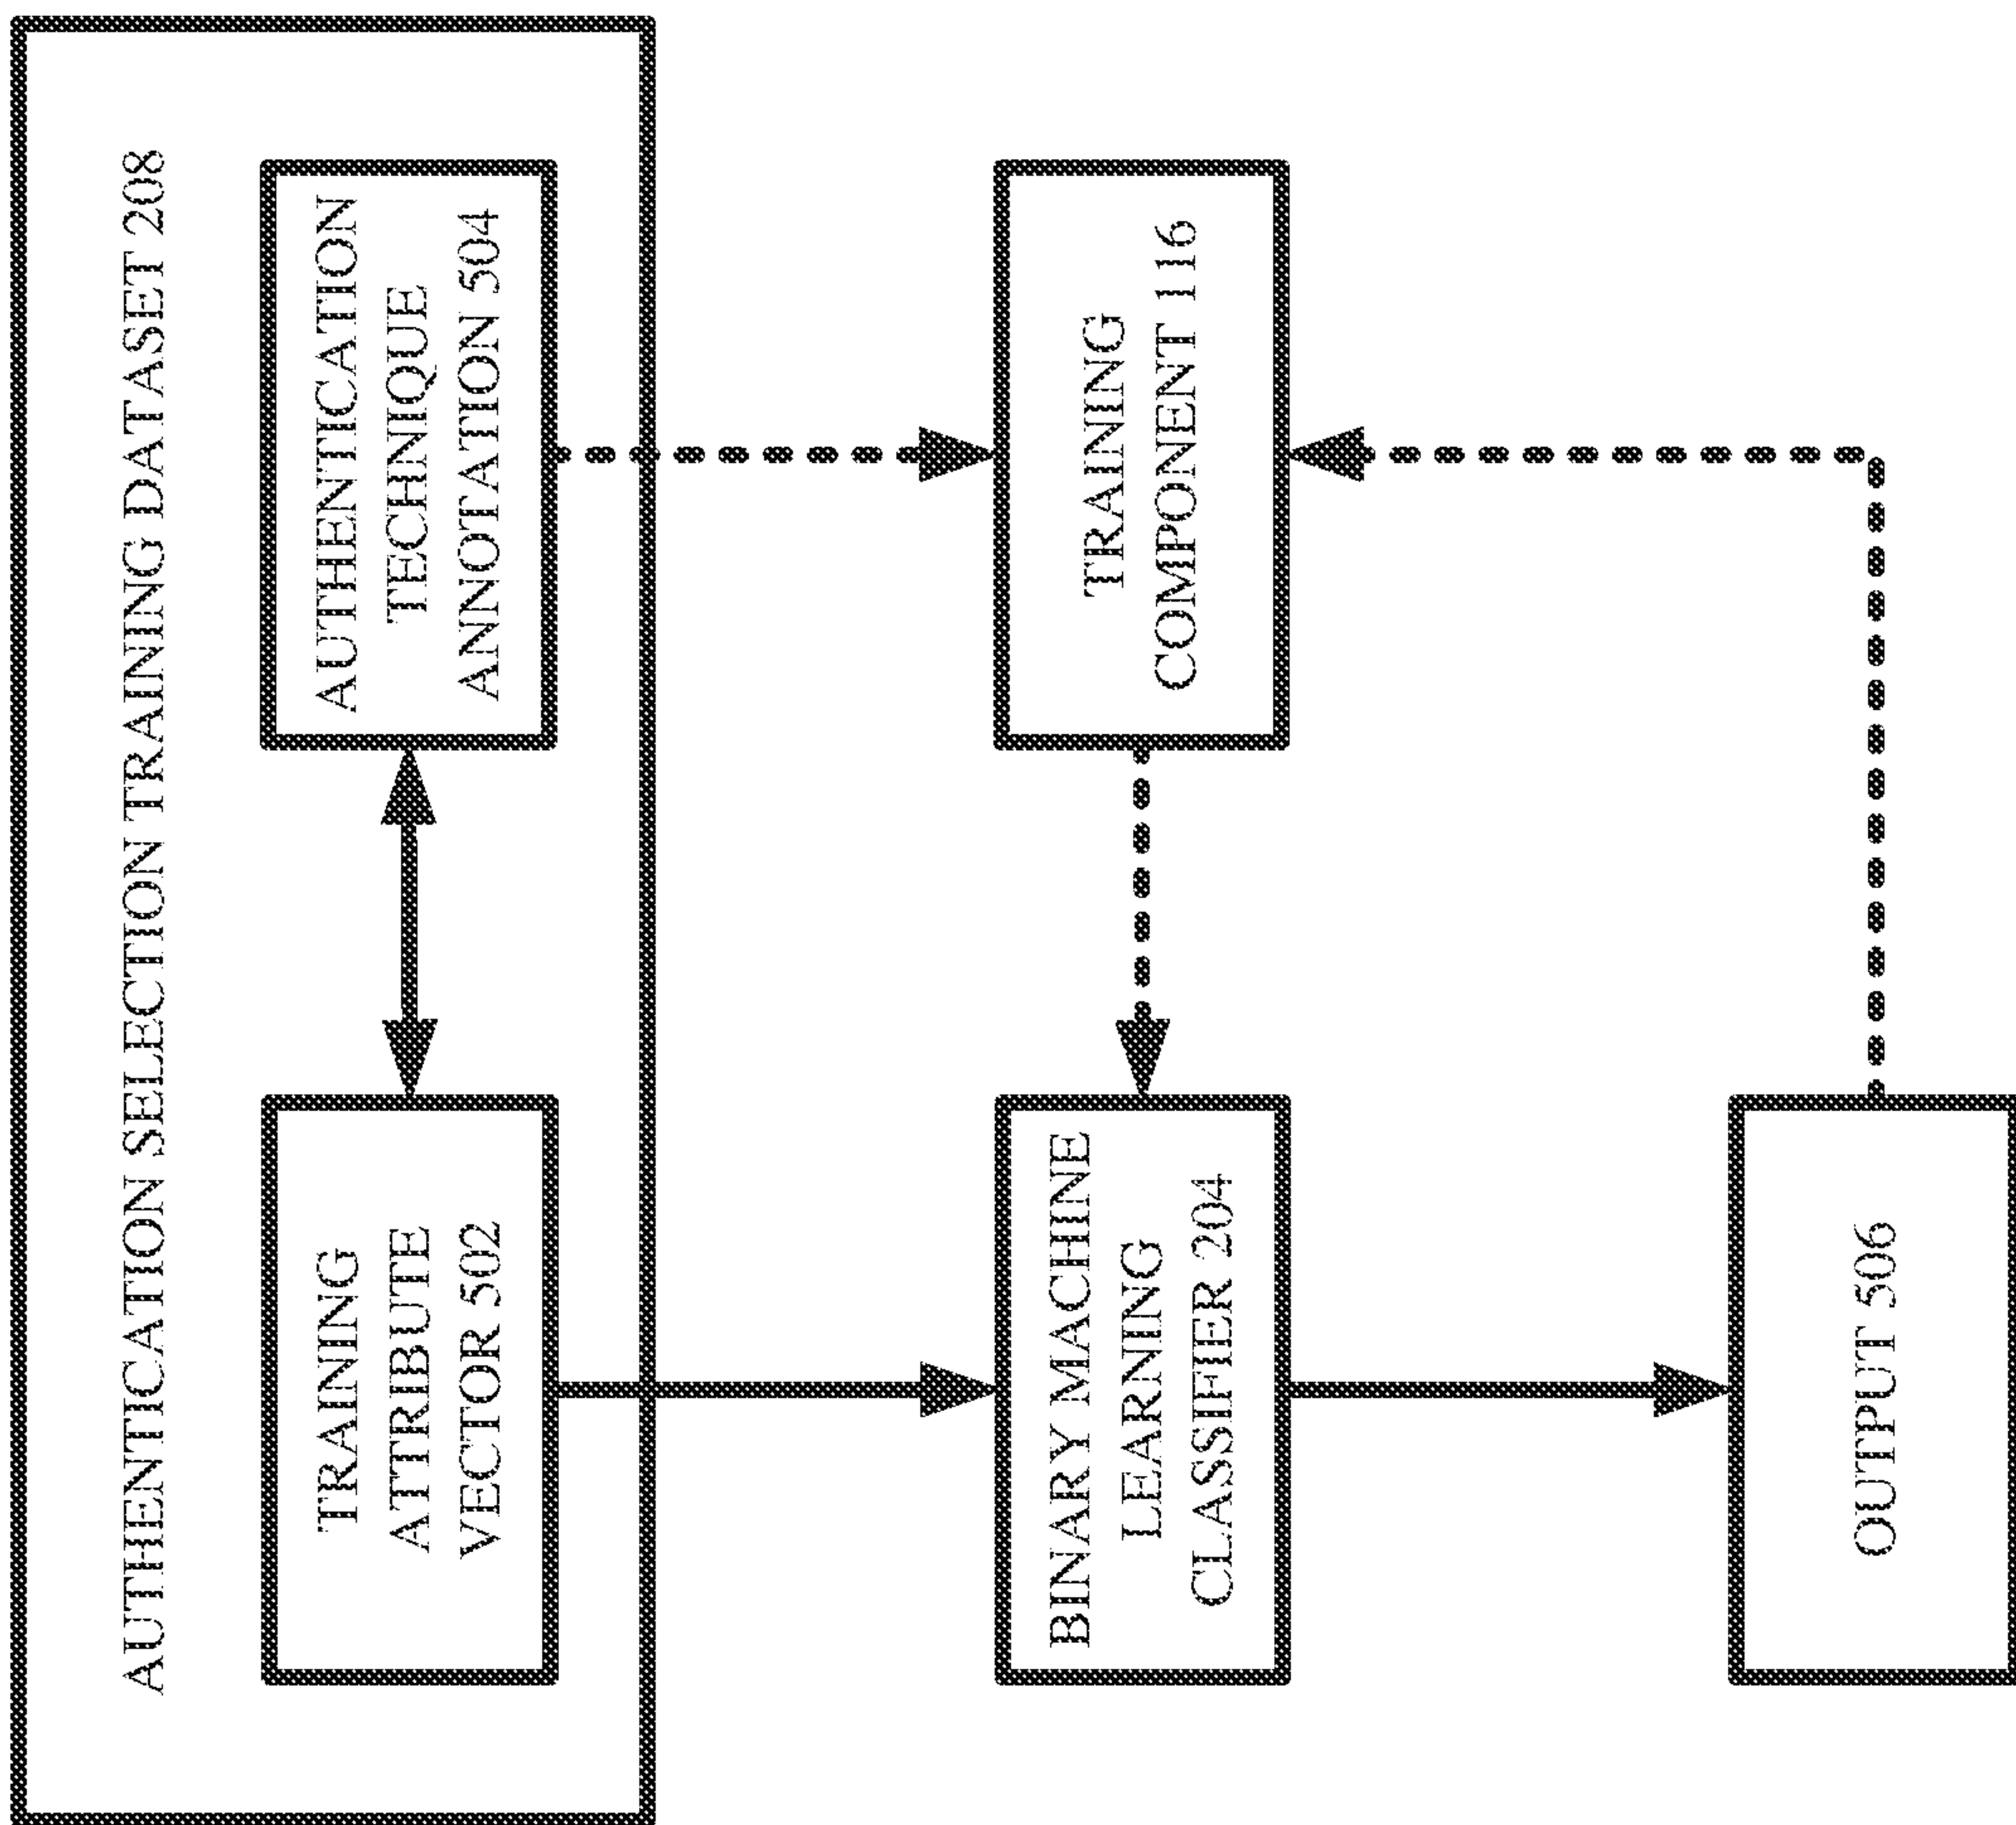 AUTHENTICATION SELECTION TRAINING DATASET 208
TRAINING
ATTRIBUTE
VECTOR 502
AUTHENTICATION
TECHNIQUE
ANNOTATION 504
BINARY MACHINE
LEARNING
CLASSIFIER 204
TRAINING
COMPONENT 116
OUTPUT 506